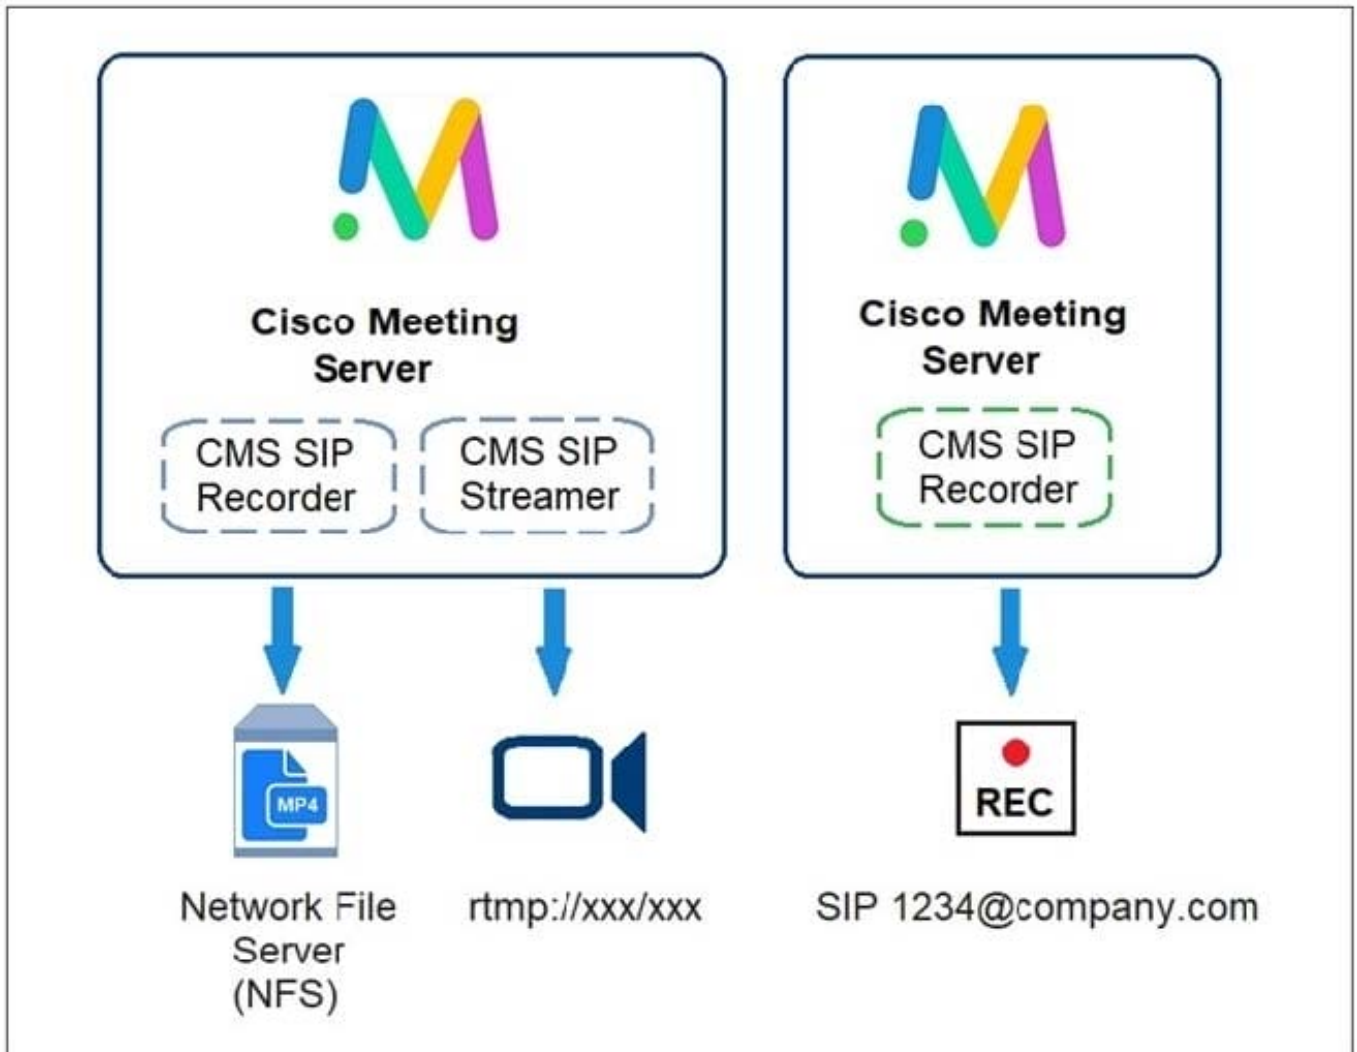 Cisco Meeting
Server
CMS SIP
Recorder
CMS SIP
Streamer
Cisco Meeting
Server
CMS SIP
Recorder
MP4
Network File
Server
(NFS)
rtmp://xxx/xxx
REC
SIP 1234@company.com